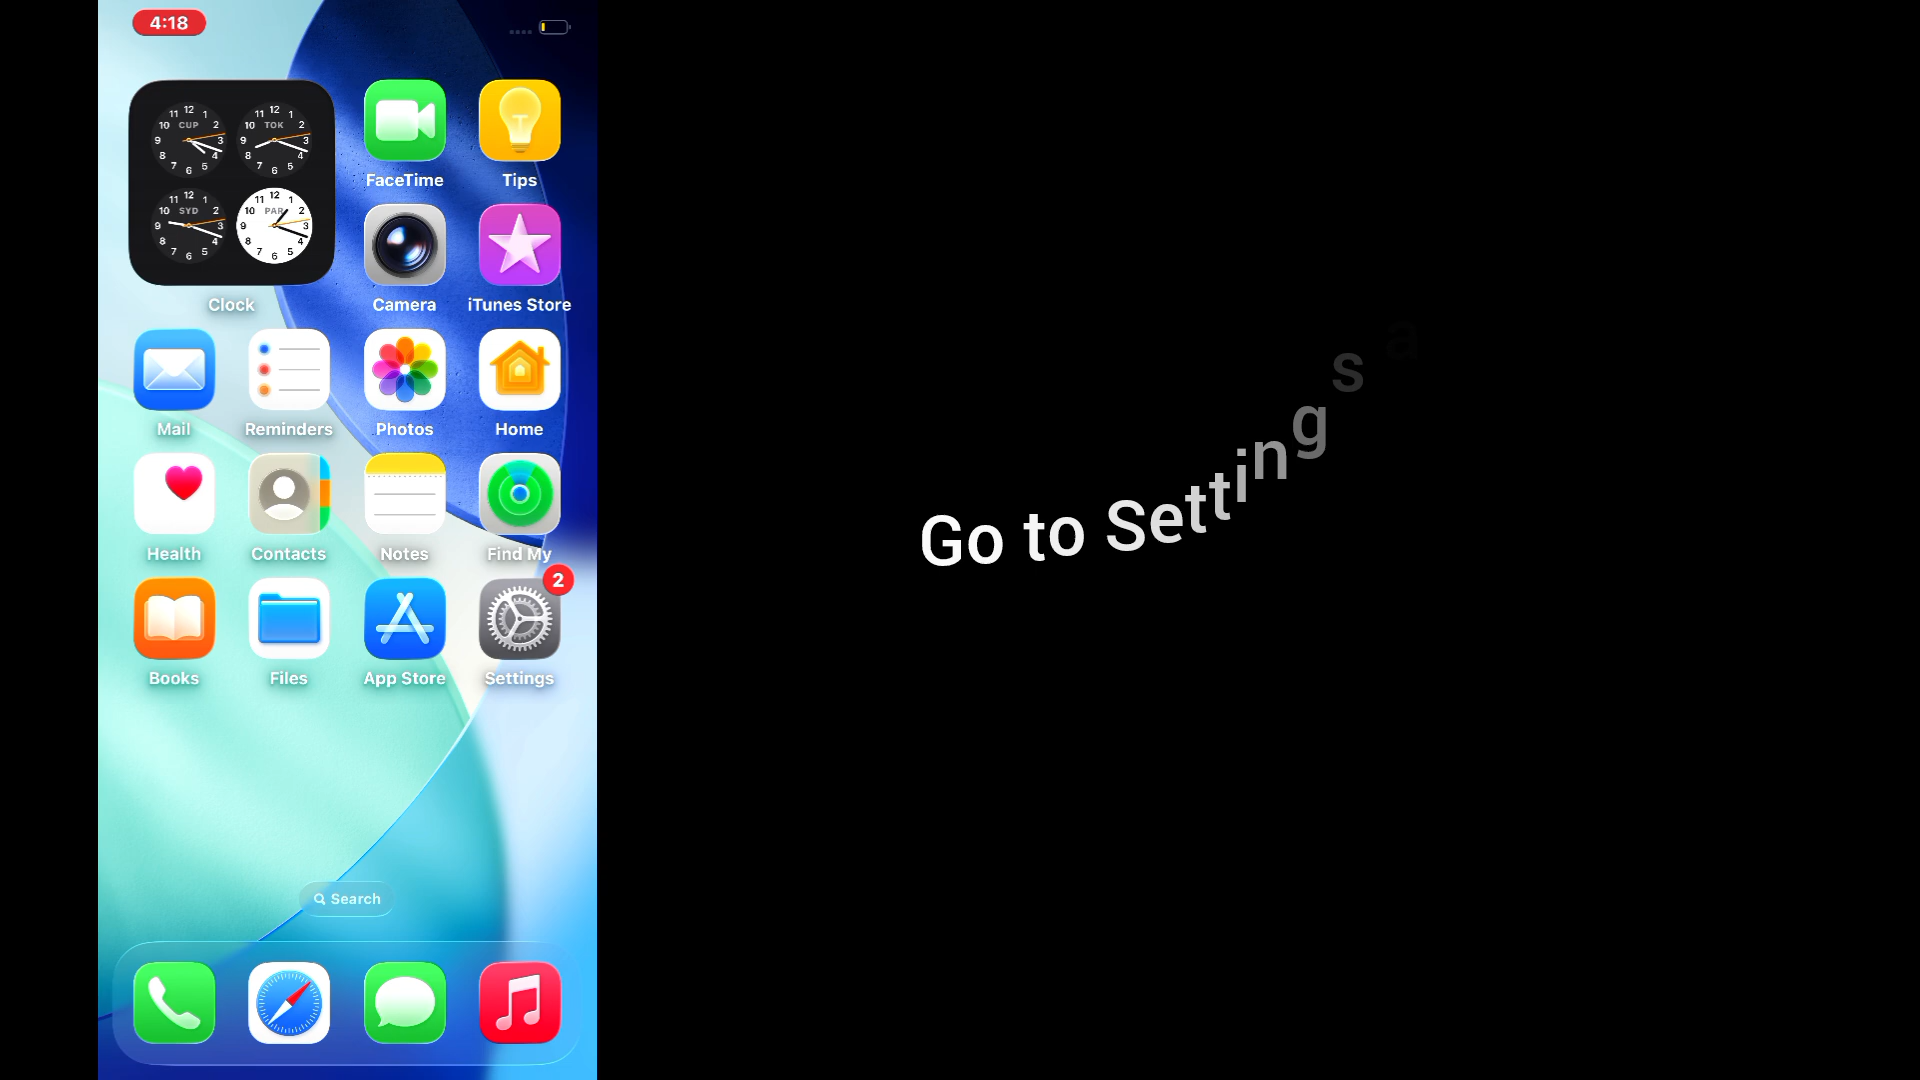 4:18
CUP
TOK
SYD
PAR
Clock
FaceTime
Tips
Camera
iTunes Store
Mail
Reminders
Photos
Home
Health
Contacts
Notes
Find My
2
Books
Files
App Store
Settings
Search
Go to Settings a